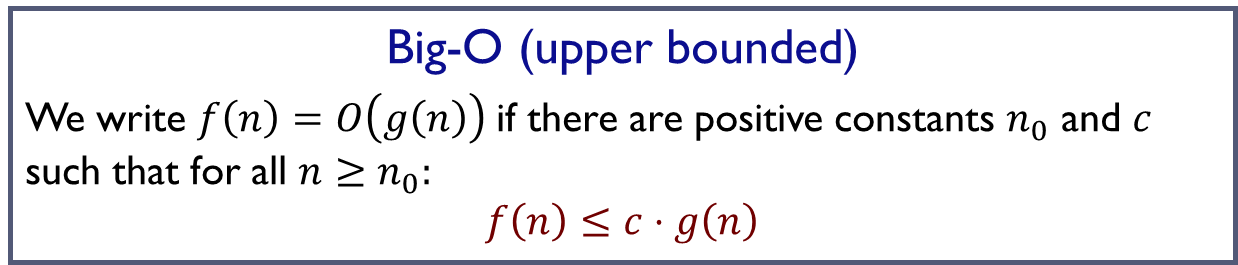 Big-O (upper bounded)
We write f(n) = O(g(n)) if there are positive constants n₀ and c
such that for all n ≥ n₀:
f(n) ≤ c · g(n)